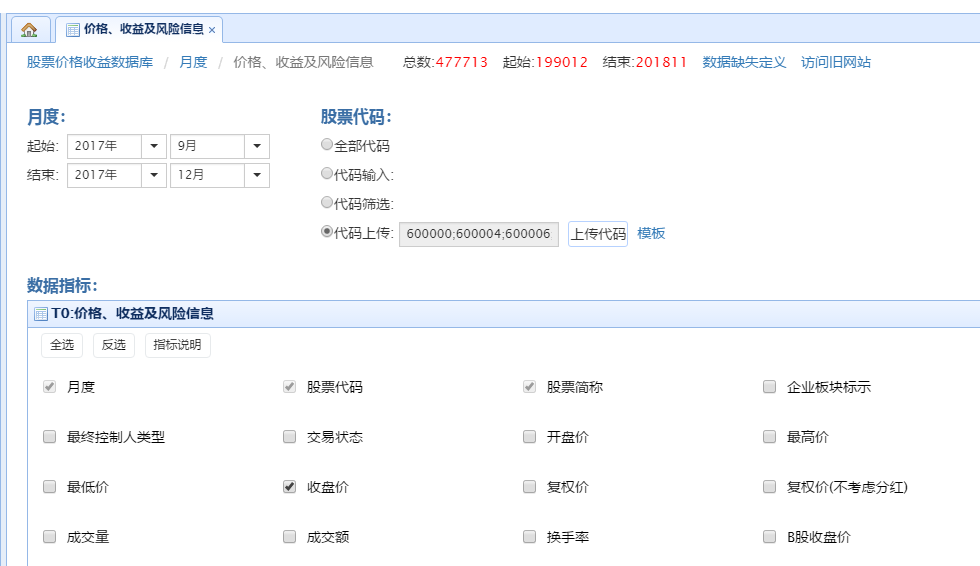 价格、收益及风险信息 ×
股票价格收益数据库 / 月度 / 价格、收益及风险信息 总数:477713 起始:199012 结束:201811 数据缺失定义 访问旧网站
月度: 股票代码:
起始: 2017年 9月 全部代码
结束: 2017年 12月 代码输入:
代码筛选:
代码上传: 600000;600004;600006 上传代码 模板
数据指标:
T0:价格、收益及风险信息
全选 反选 指标说明
月度 股票代码 股票简称 企业板块标示
最终控制人类型 交易状态 开盘价 最高价
最低价 收盘价 复权价 复权价(不考虑分红)
成交量 成交额 换手率 B股收盘价